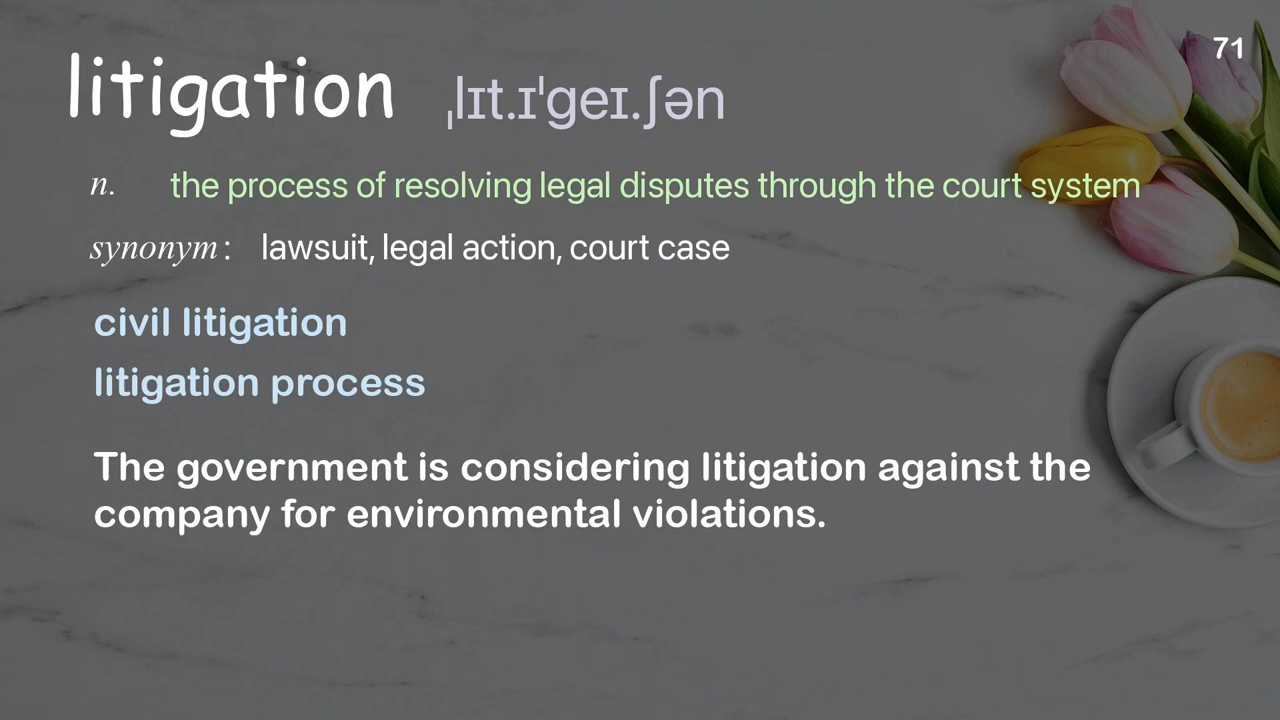 71
litigation ˌlɪt.ɪˈɡeɪ.ʃən
n. the process of resolving legal disputes through the court system
synonym: lawsuit, legal action, court case
civil litigation
litigation process
The government is considering litigation against the
company for environmental violations.